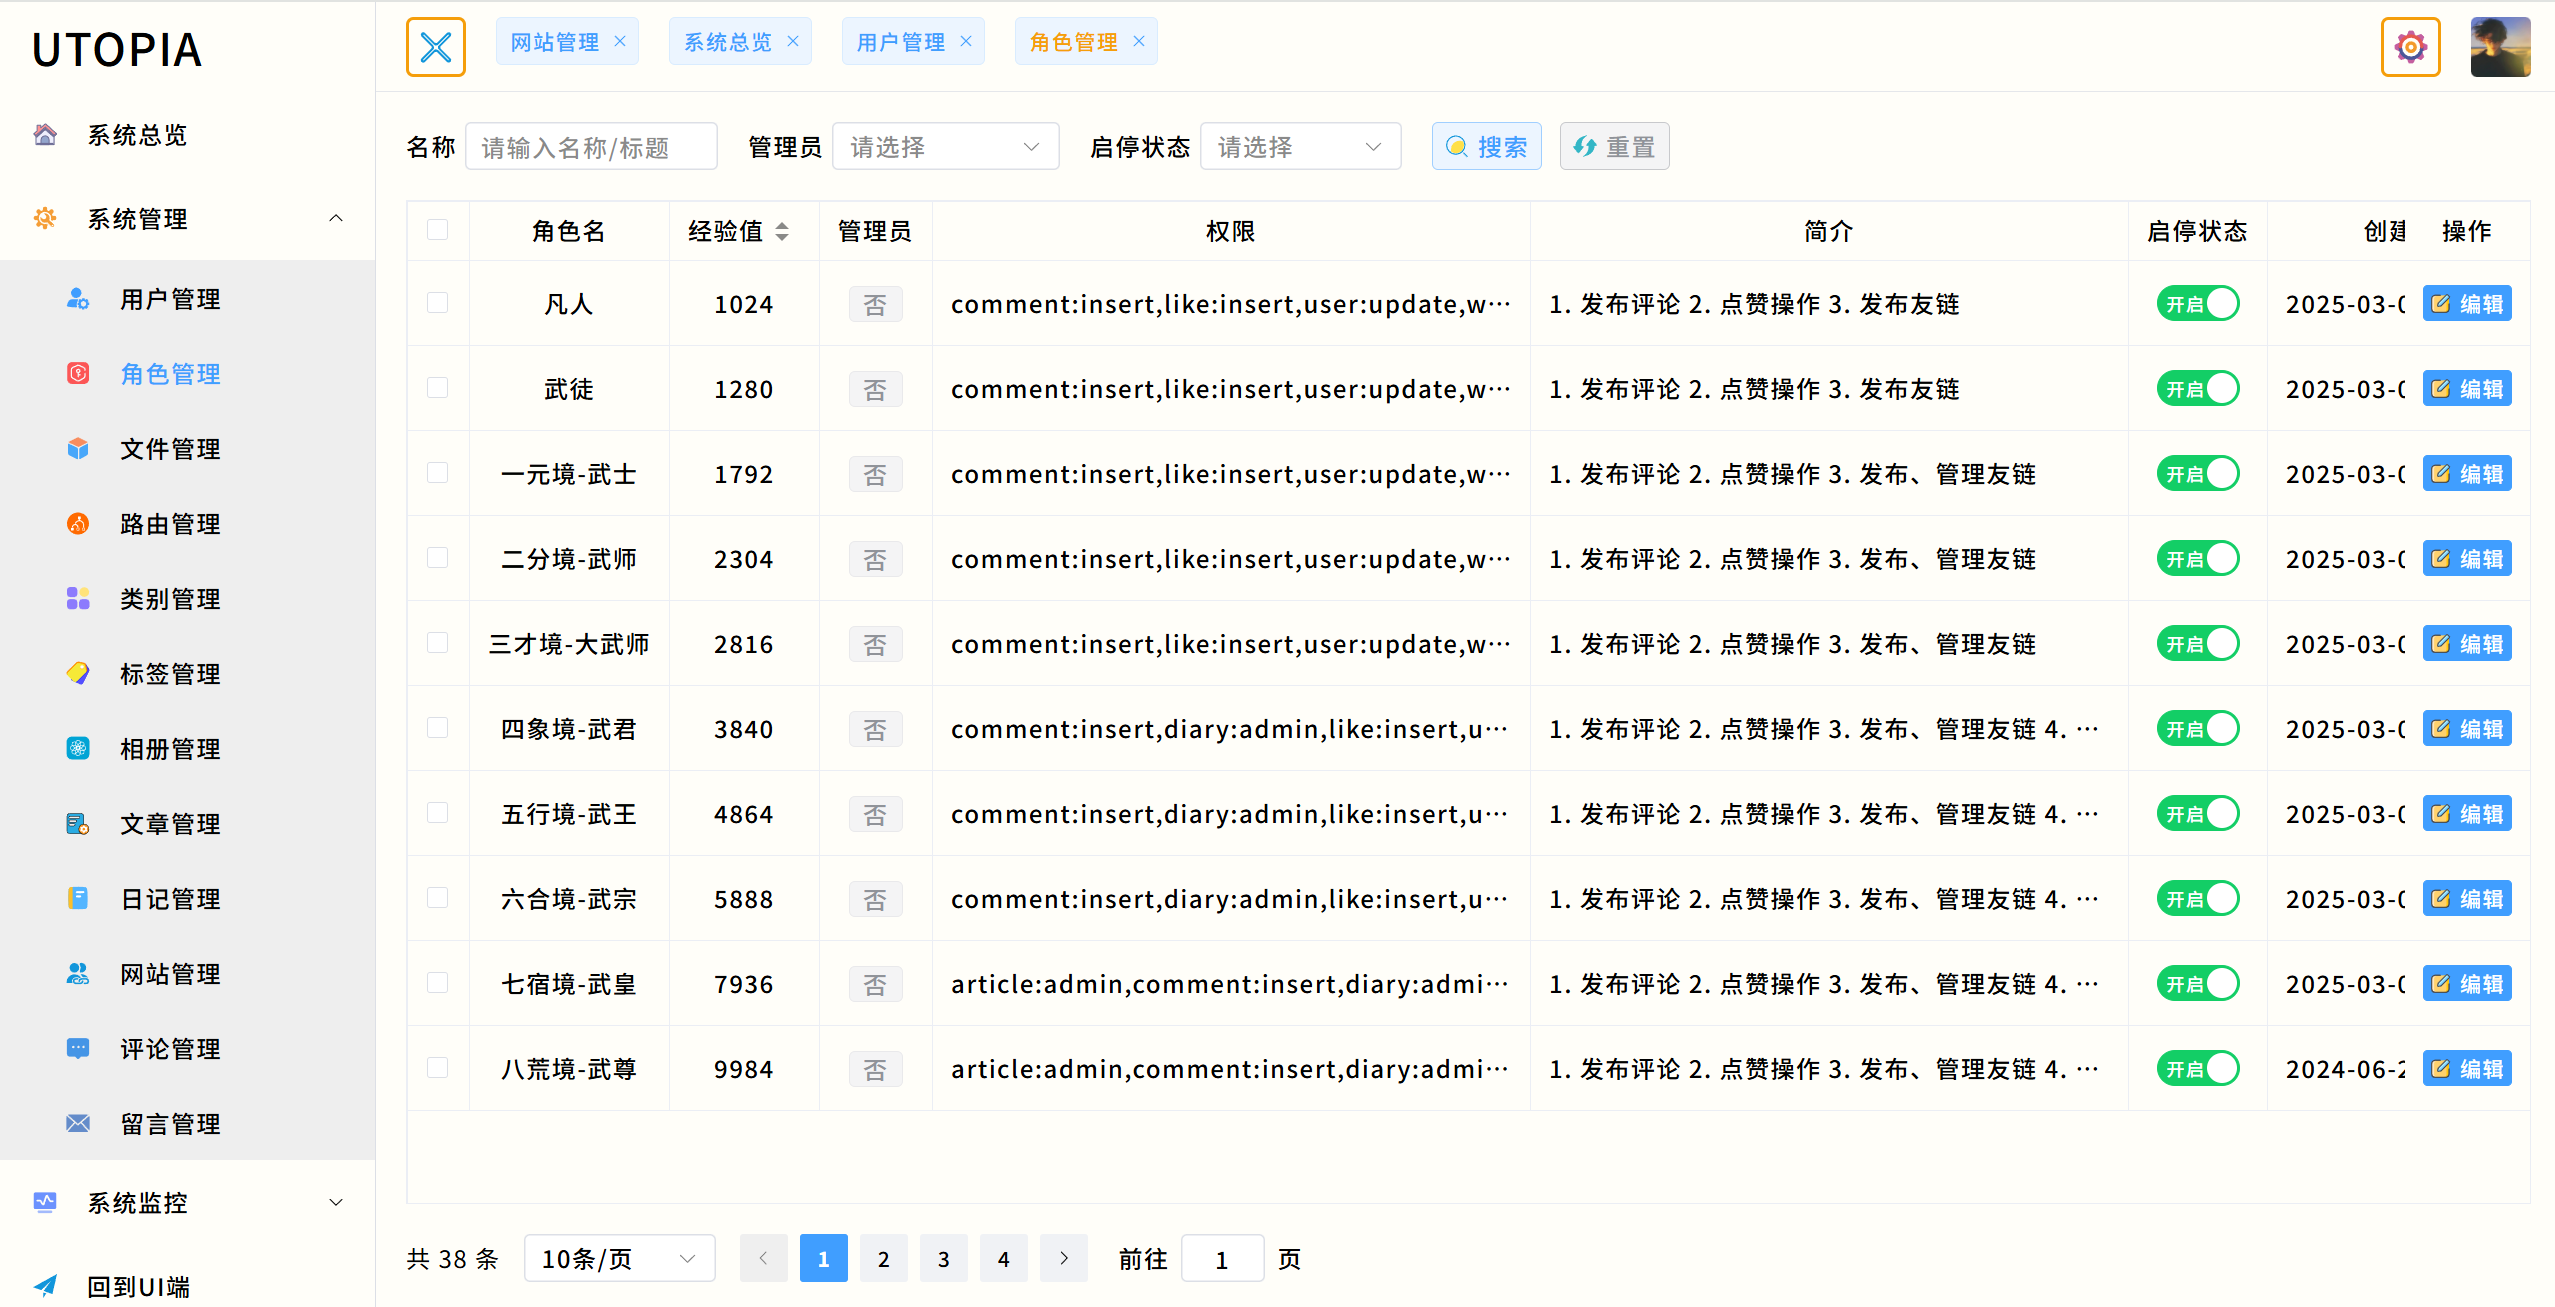 UTOPIA
系统总览
系统管理
用户管理
角色管理
文件管理
路由管理
类别管理
标签管理
相册管理
文章管理
日记管理
网站管理
评论管理
留言管理
系统监控
回到UI端
网站管理 系统总览 用户管理 角色管理
名称 请输入名称/标题 管理员 请选择 启停状态 请选择 搜索 重置
角色名 经验值 管理员 权限 简介 启停状态 创建 操作
凡人 1024 否 comment:insert,like:insert,user:update,w··· 1. 发布评论 2. 点赞操作 3. 发布友链 开启 2025-03-0 编辑
武徒 1280 否 comment:insert,like:insert,user:update,w··· 1. 发布评论 2. 点赞操作 3. 发布友链 开启 2025-03-0 编辑
一元境-武士 1792 否 comment:insert,like:insert,user:update,w··· 1. 发布评论 2. 点赞操作 3. 发布、管理友链 开启 2025-03-0 编辑
二分境-武师 2304 否 comment:insert,like:insert,user:update,w··· 1. 发布评论 2. 点赞操作 3. 发布、管理友链 开启 2025-03-0 编辑
三才境-大武师 2816 否 comment:insert,like:insert,user:update,w··· 1. 发布评论 2. 点赞操作 3. 发布、管理友链 开启 2025-03-0 编辑
四象境-武君 3840 否 comment:insert,diary:admin,like:insert,u··· 1. 发布评论 2. 点赞操作 3. 发布、管理友链 4. ··· 开启 2025-03-0 编辑
五行境-武王 4864 否 comment:insert,diary:admin,like:insert,u··· 1. 发布评论 2. 点赞操作 3. 发布、管理友链 4. ··· 开启 2025-03-0 编辑
六合境-武宗 5888 否 comment:insert,diary:admin,like:insert,u··· 1. 发布评论 2. 点赞操作 3. 发布、管理友链 4. ··· 开启 2025-03-0 编辑
七宿境-武皇 7936 否 article:admin,comment:insert,diary:admi··· 1. 发布评论 2. 点赞操作 3. 发布、管理友链 4. ··· 开启 2025-03-0 编辑
八荒境-武尊 9984 否 article:admin,comment:insert,diary:admi··· 1. 发布评论 2. 点赞操作 3. 发布、管理友链 4. ··· 开启 2024-06-2 编辑
共 38 条 10条/页 1 2 3 4 前往 1 页